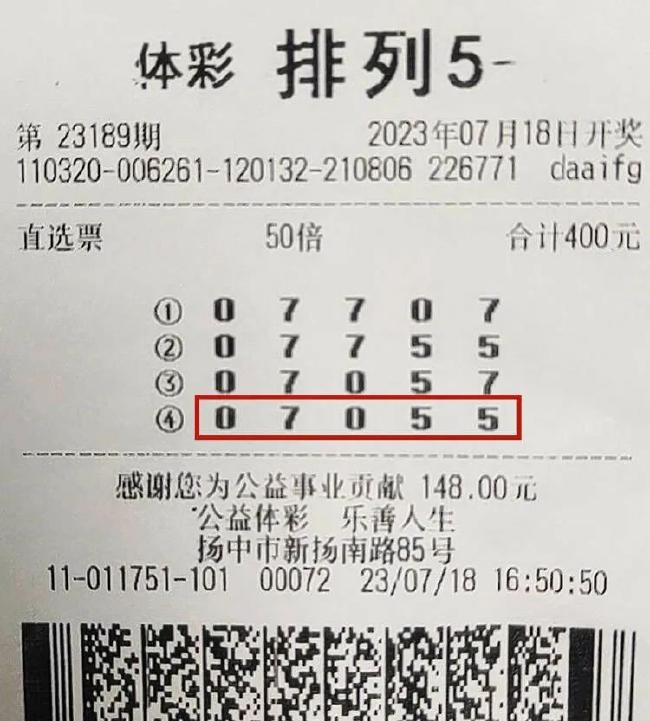 体彩 排列5-
第 23189期 2023年07月18日开奖
110320-006261-120132-210806 226771 daaifg
直选票 50倍 合计400元
① 0 7 7 0 7
② 0 7 7 5 5
③ 0 7 0 5 7
④ 0 7 0 5 5
感谢您为公益事业贡献 148.00元
公益体彩 乐善人生
扬中市新扬南路85号
11-011751-101 00072 23/07/18 16:50:50